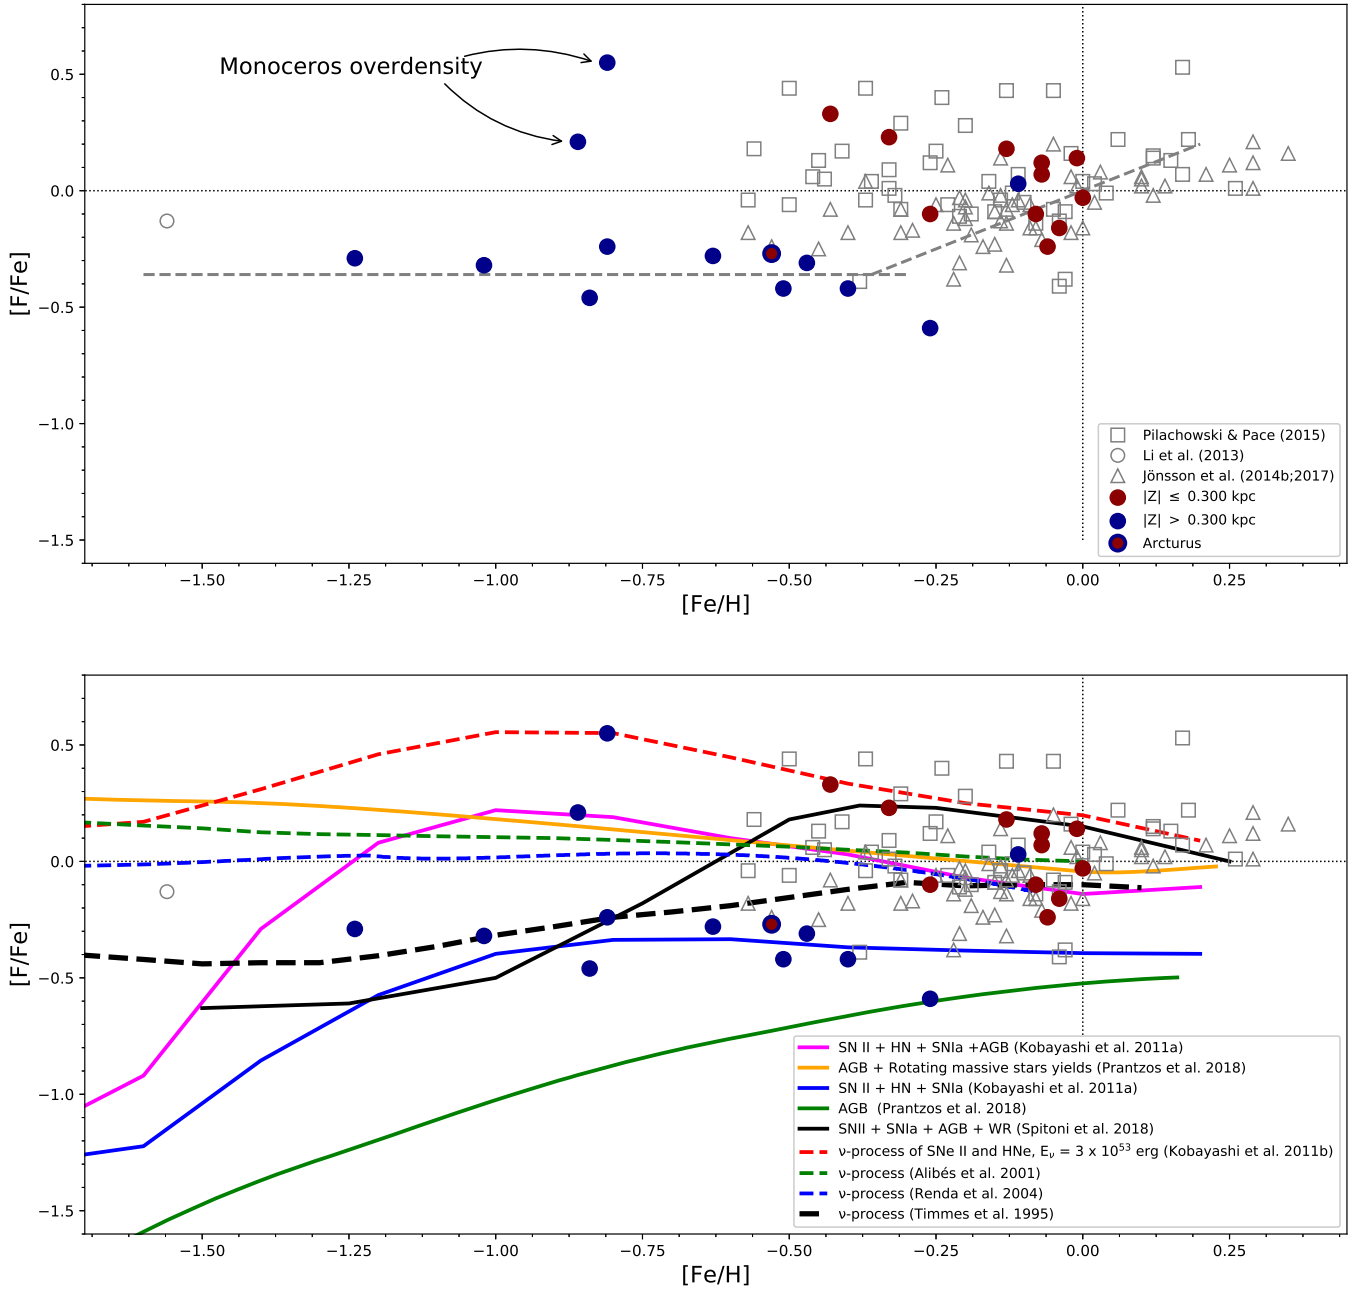 Monoceros overdensity
0.5
0.0
−0.5
−1.0
−1.5
[F/Fe]
Pilachowski & Pace (2015)
Li et al. (2013)
Jönsson et al. (2014b;2017)
|Z| ≤ 0.300 kpc
|Z| > 0.300 kpc
Arcturus
−1.50 −1.25 −1.00 −0.75 −0.50 −0.25 0.00 0.25
[Fe/H]
0.5
0.0
−0.5
−1.0
−1.5
[F/Fe]
SN II + HN + SNIa +AGB (Kobayashi et al. 2011a)
AGB + Rotating massive stars yields (Prantzos et al. 2018)
SN II + HN + SNIa (Kobayashi et al. 2011a)
AGB (Prantzos et al. 2018)
SNII + SNIa + AGB + WR (Spitoni et al. 2018)
ν-process of SNe II and HNe, Eν = 3 x 10⁵³ erg (Kobayashi et al. 2011b)
ν-process (Alibés et al. 2001)
ν-process (Renda et al. 2004)
ν-process (Timmes et al. 1995)
−1.50 −1.25 −1.00 −0.75 −0.50 −0.25 0.00 0.25
[Fe/H]